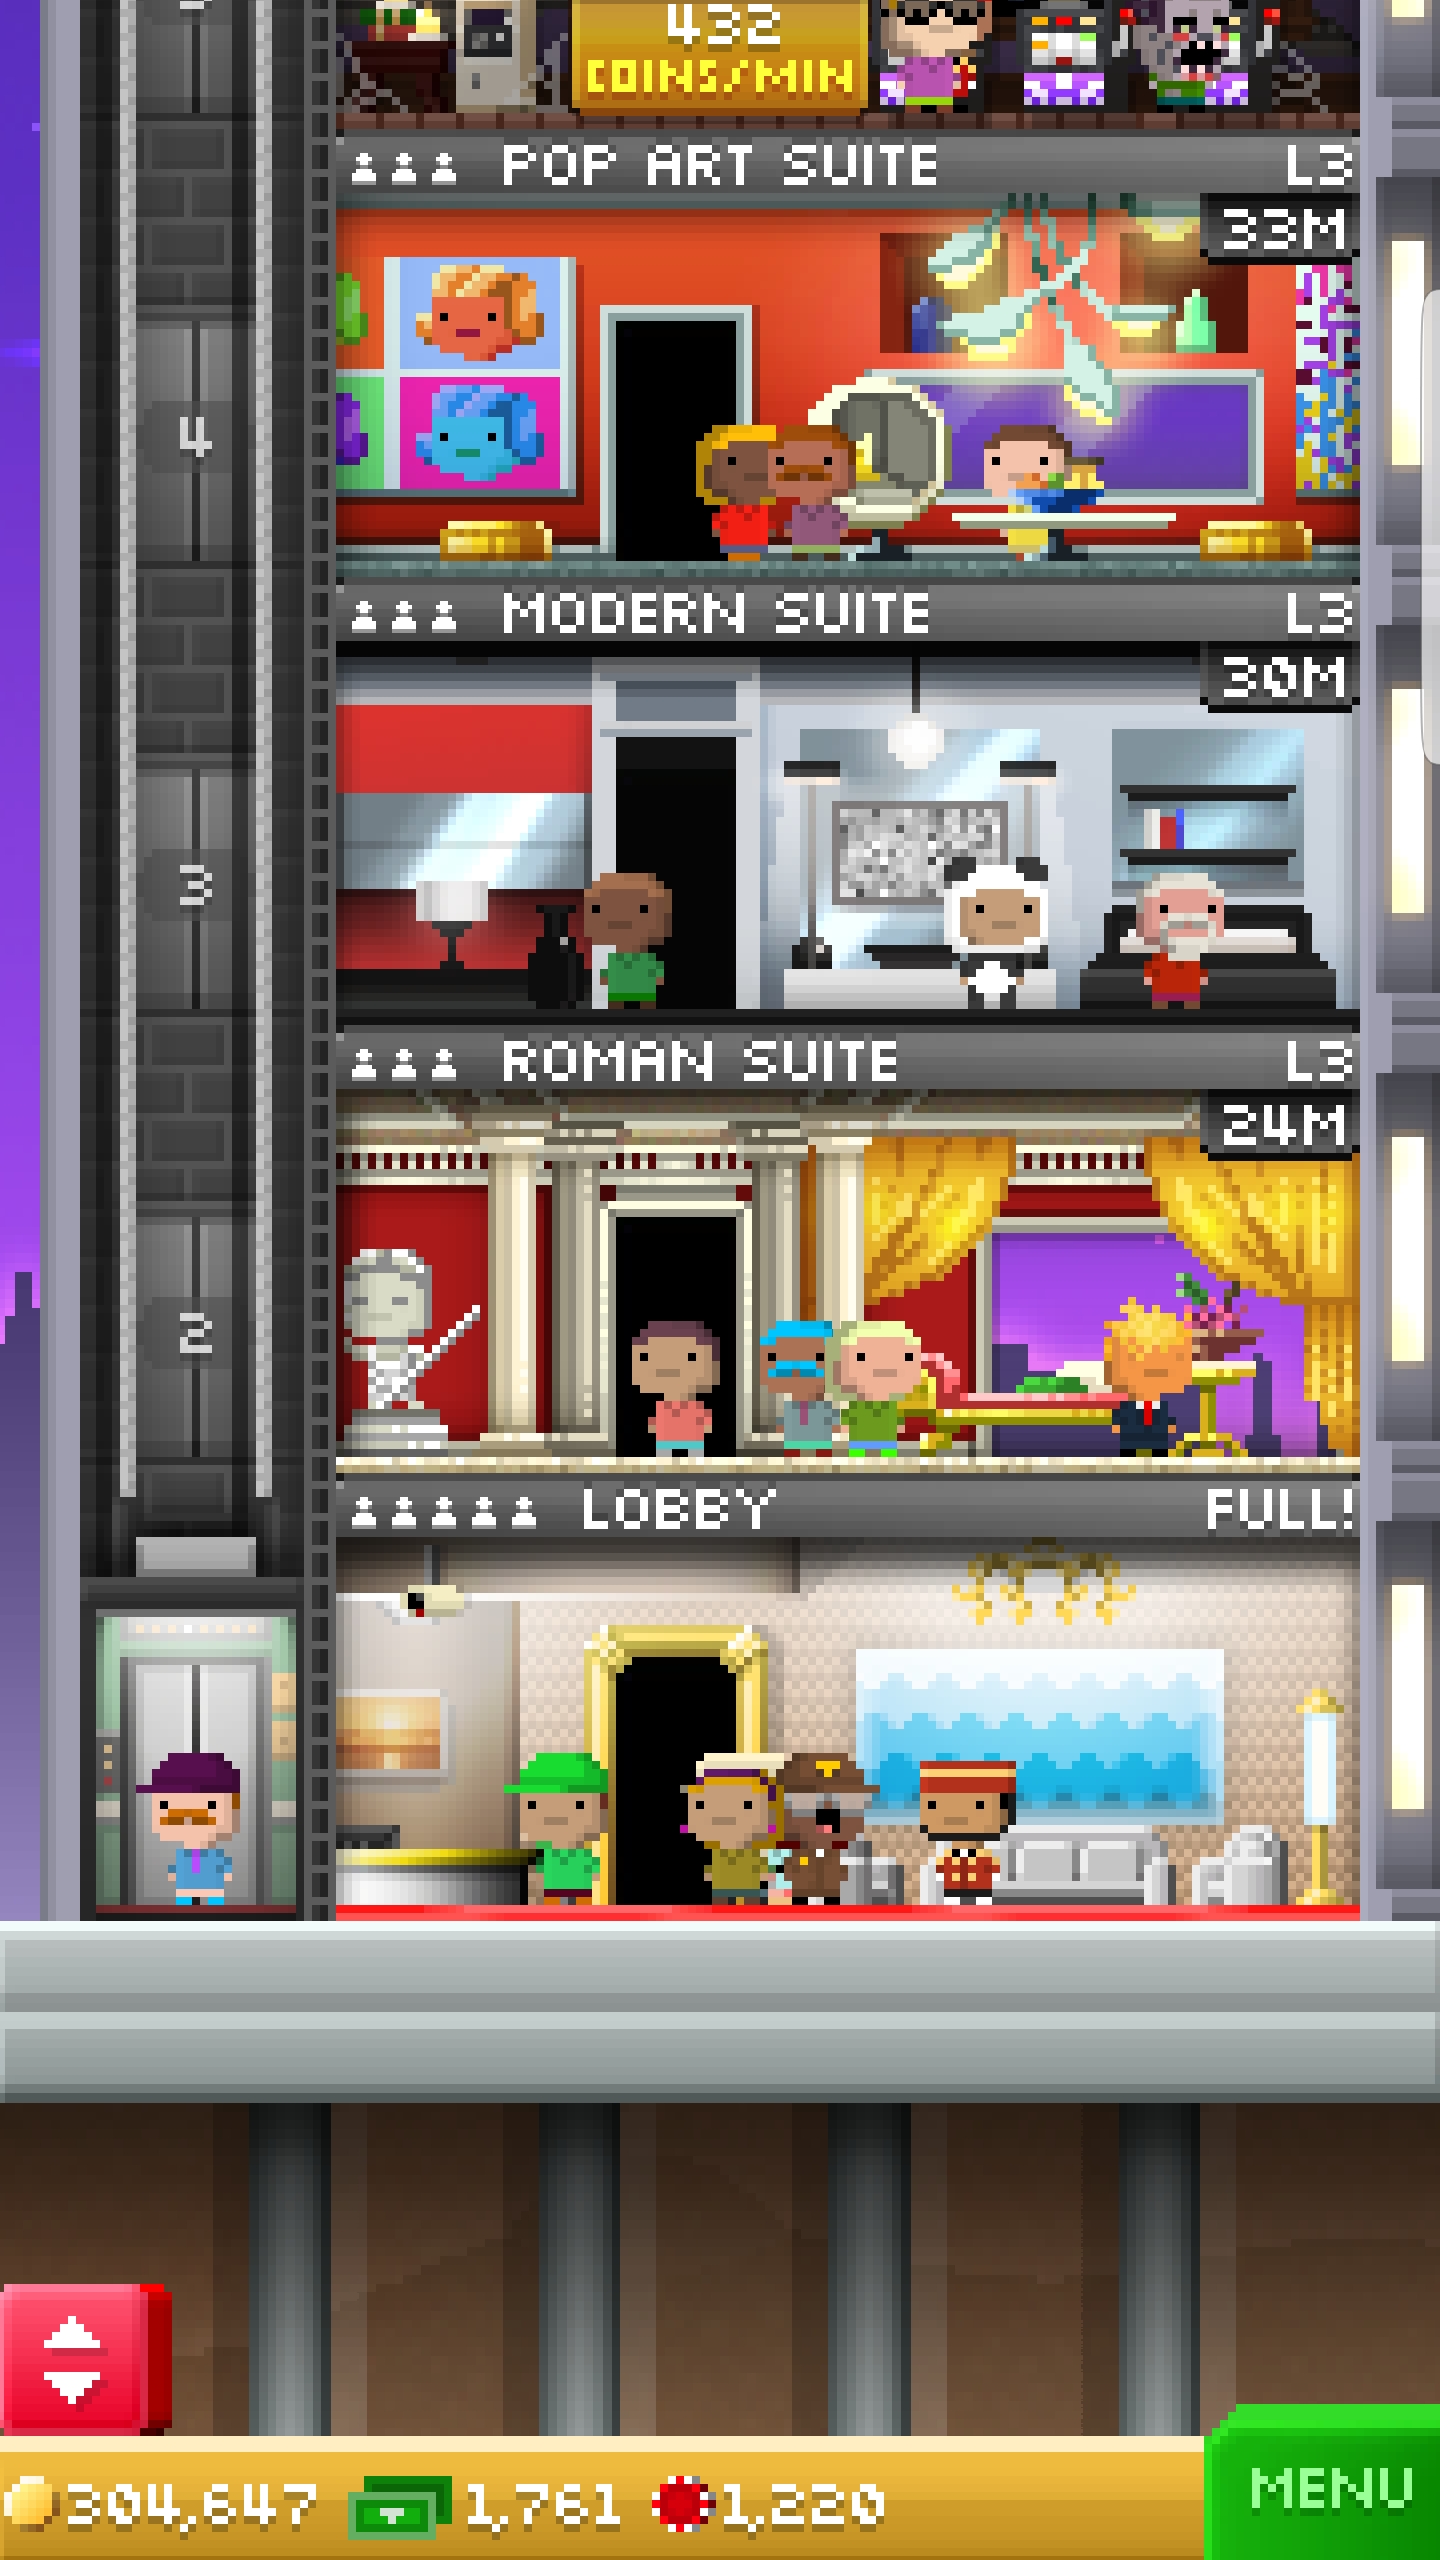 432
COINS/MIN
POP ART SUITE L3
33M
4
MODERN SUITE L3
30M
3
ROMAN SUITE L3
24M
2
LOBBY FULL!
304,647 1,761 1,220
MENU